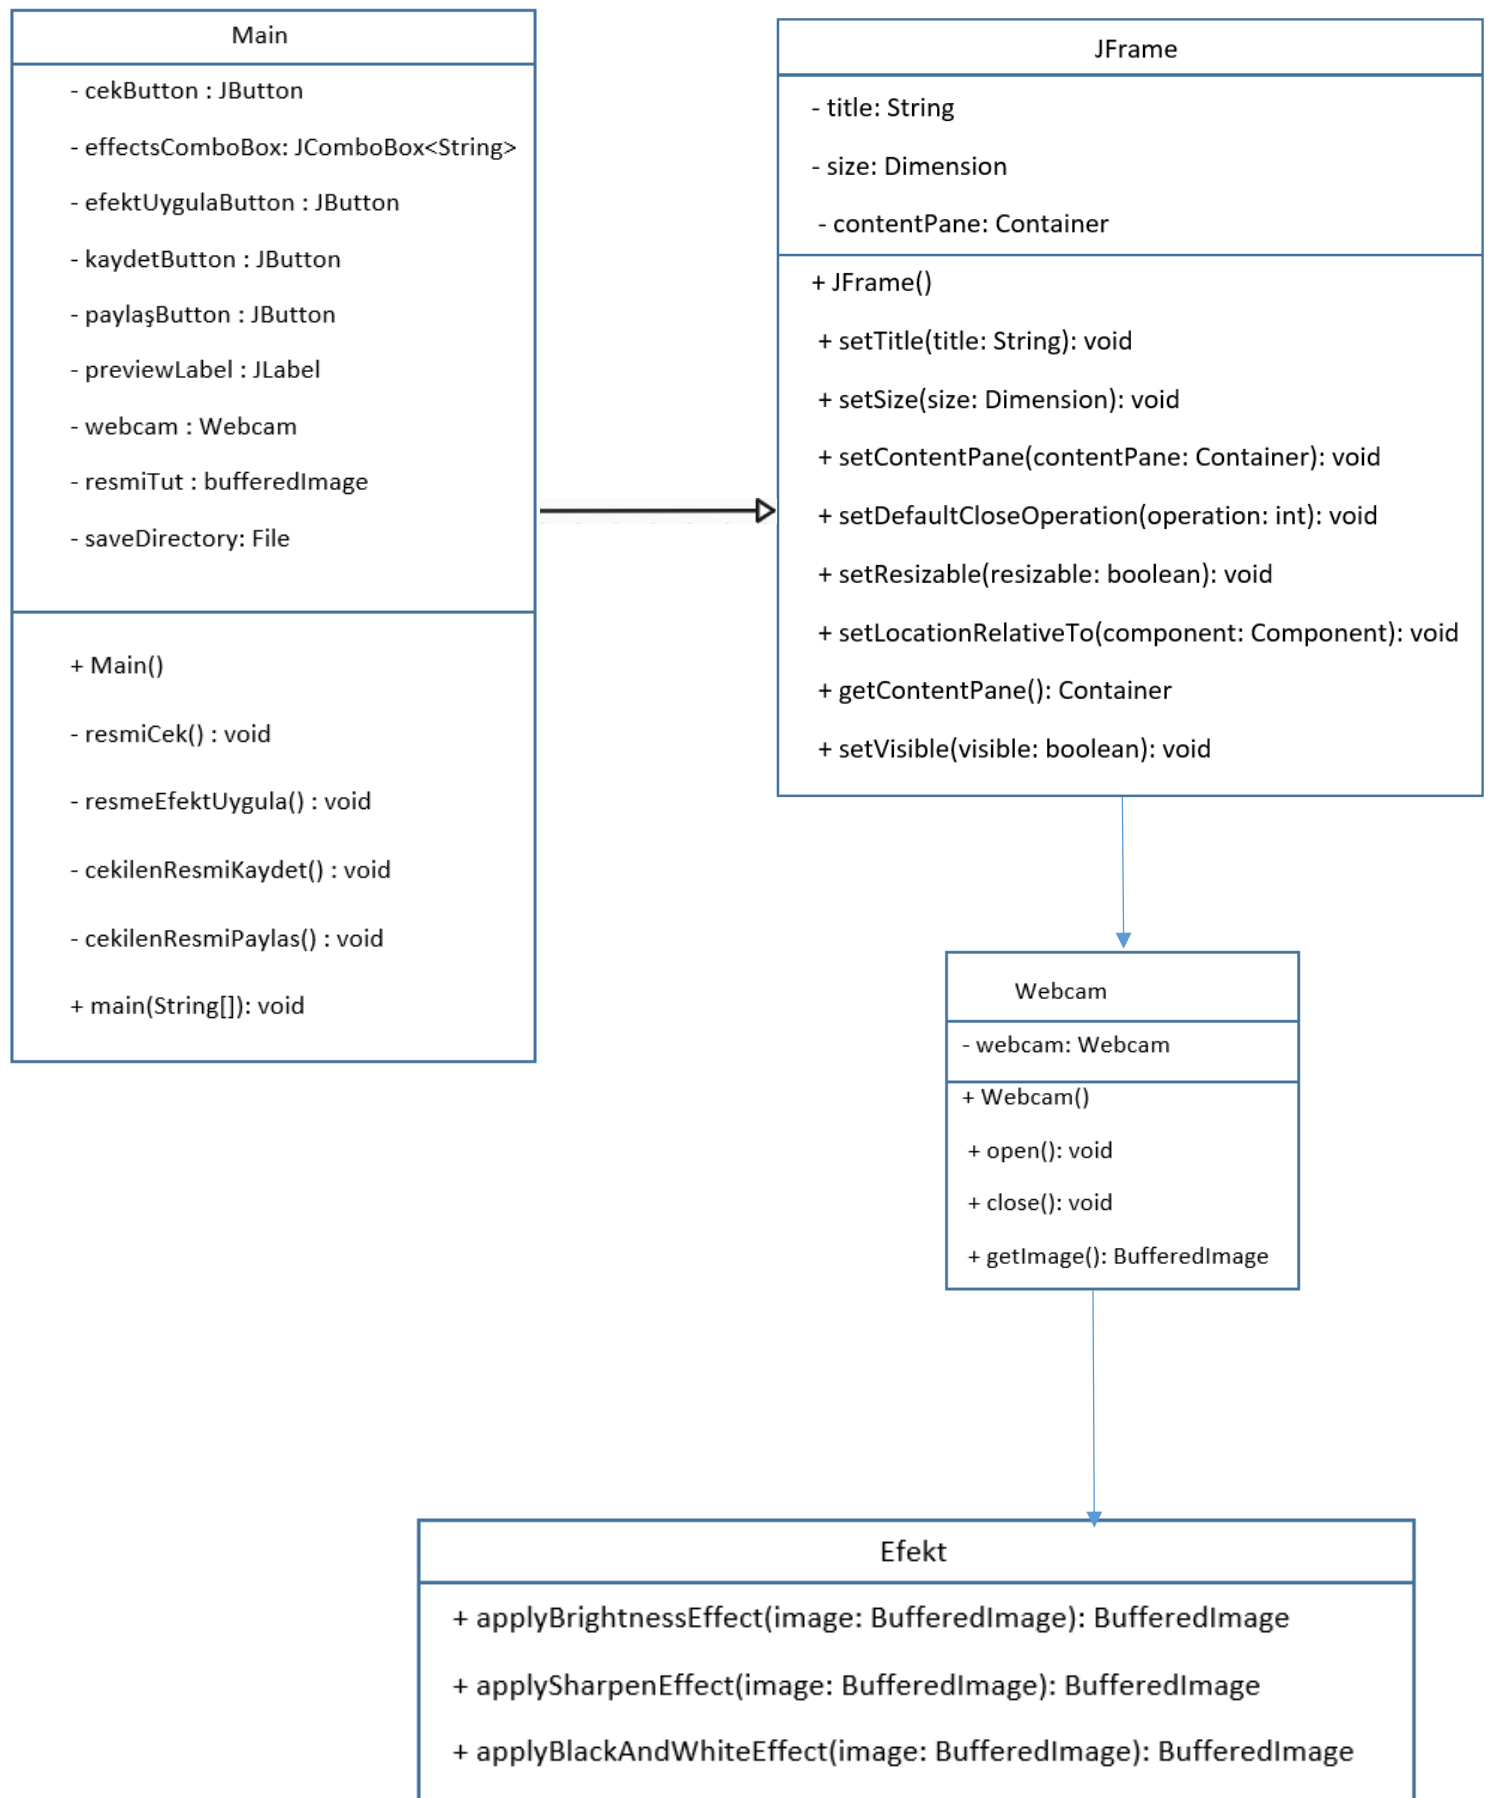 Main
- cekButton : JButton
- effectsComboBox: JComboBox<String>
- efektUygulaButton : JButton
- kaydetButton : JButton
- paylaşButton : JButton
- previewLabel : JLabel
- webcam : Webcam
- resmiTut : bufferedImage
- saveDirectory: File
+ Main()
- resmiCek() : void
- resmeEfektUygula() : void
- cekilenResmiKaydet() : void
- cekilenResmiPaylas() : void
+ main(String[]): void
JFrame
- title: String
- size: Dimension
- contentPane: Container
+ JFrame()
+ setTitle(title: String): void
+ setSize(size: Dimension): void
+ setContentPane(contentPane: Container): void
+ setDefaultCloseOperation(operation: int): void
+ setResizable(resizable: boolean): void
+ setLocationRelativeTo(component: Component): void
+ getContentPane(): Container
+ setVisible(visible: boolean): void
Webcam
- webcam: Webcam
+ Webcam()
+ open(): void
+ close(): void
+ getImage(): BufferedImage
Efekt
+ applyBrightnessEffect(image: BufferedImage): BufferedImage
+ applySharpenEffect(image: BufferedImage): BufferedImage
+ applyBlackAndWhiteEffect(image: BufferedImage): BufferedImage